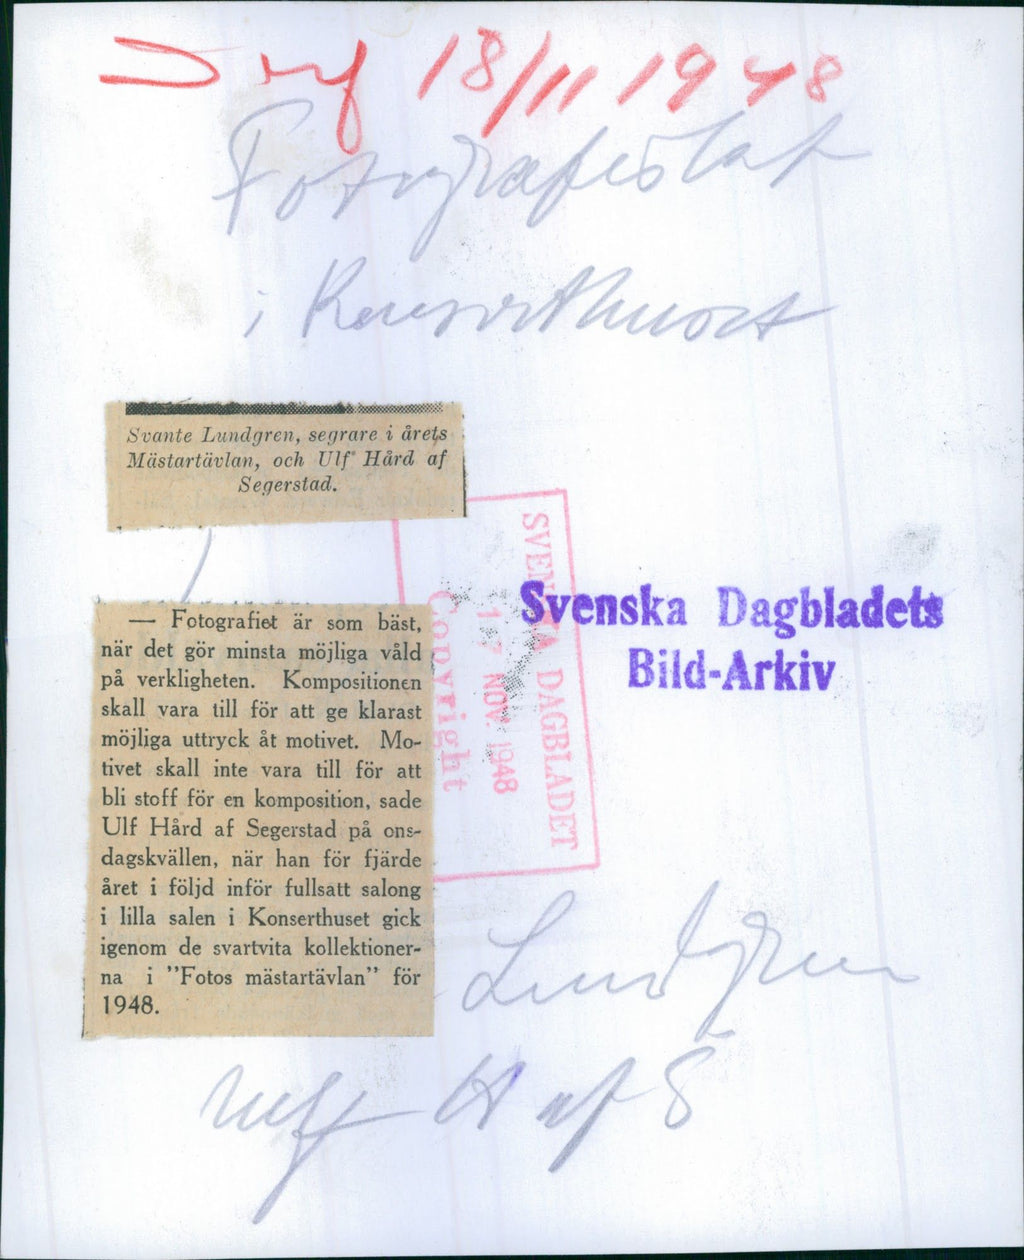 18/11 1948
i Konserthuset
Svante Lundgren, segrare i årets
Mästartävlan, och Ulf Hård af
Segerstad.
SVENSKA DAGBLADET
17 NOV. 1948
Copyright
Svenska Dagbladets
Bild-Arkiv
— Fotografiet är som bäst,
när det gör minsta möjliga våld
på verkligheten. Kompositionen
skall vara till för att ge klarast
möjliga uttryck åt motivet. Mo-
tivet skall inte vara till för att
bli stoff för en komposition, sade
Ulf Hård af Segerstad på ons-
dagskvällen, när han för fjärde
året i följd inför fullsatt salong
i lilla salen i Konserthuset gick
igenom de svartvita kollektioner-
na i "Fotos mästartävlan" för
1948.
Lundgren
Ulf H af S